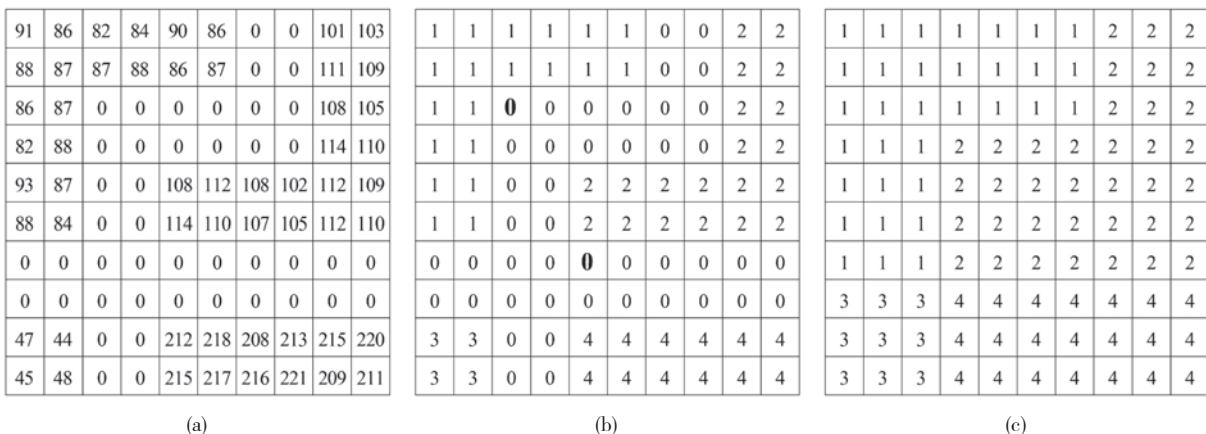 91 86 82 84 90 86 0 0 101 103
88 87 87 88 86 87 0 0 111 109
86 87 0 0 0 0 0 0 108 105
82 88 0 0 0 0 0 0 114 110
93 87 0 0 108 112 108 102 112 109
88 84 0 0 114 110 107 105 112 110
0 0 0 0 0 0 0 0 0 0
0 0 0 0 0 0 0 0 0 0
47 44 0 0 212 218 208 213 215 220
45 48 0 0 215 217 216 221 209 211
(a)
1 1 1 1 1 1 0 0 2 2
1 1 1 1 1 1 0 0 2 2
1 1 0 0 0 0 0 0 2 2
1 1 0 0 0 0 0 0 2 2
1 1 0 0 2 2 2 2 2 2
1 1 0 0 2 2 2 2 2 2
0 0 0 0 0 0 0 0 0 0
0 0 0 0 0 0 0 0 0 0
3 3 0 0 4 4 4 4 4 4
3 3 0 0 4 4 4 4 4 4
(b)
1 1 1 1 1 1 1 2 2 2
1 1 1 1 1 1 1 2 2 2
1 1 1 1 1 1 1 2 2 2
1 1 1 2 2 2 2 2 2 2
1 1 1 2 2 2 2 2 2 2
1 1 1 2 2 2 2 2 2 2
1 1 1 2 2 2 2 2 2 2
3 3 3 4 4 4 4 4 4 4
3 3 3 4 4 4 4 4 4 4
3 3 3 4 4 4 4 4 4 4
(c)